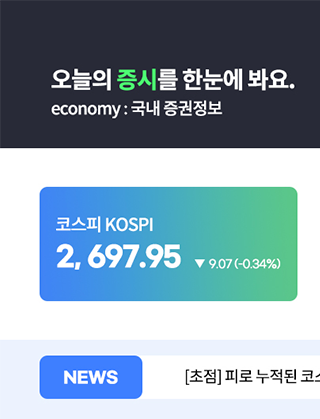 오늘의 증시를 한눈에 봐요.
economy : 국내 증권정보
코스피 KOSPI
2, 697.95 ▼ 9.07 (-0.34%)
NEWS [초점] 피로 누적된 코스